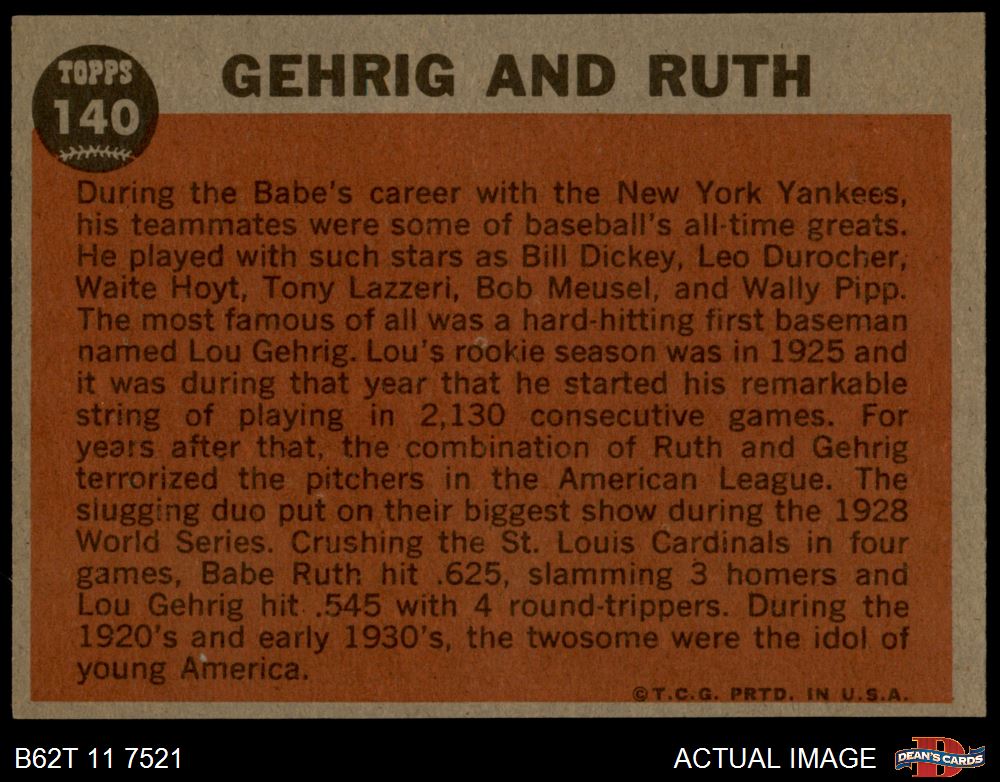 TOPPS
140
GEHRIG AND RUTH
During the Babe's career with the New York Yankees,
his teammates were some of baseball's all-time greats.
He played with such stars as Bill Dickey, Leo Durocher,
Waite Hoyt, Tony Lazzeri, Bob Meusel, and Wally Pipp.
The most famous of all was a hard-hitting first baseman
named Lou Gehrig. Lou's rookie season was in 1925 and
it was during that year that he started his remarkable
string of playing in 2,130 consecutive games. For
years after that, the combination of Ruth and Gehrig
terrorized the pitchers in the American League. The
slugging duo put on their biggest show during the 1928
World Series. Crushing the St. Louis Cardinals in four
games, Babe Ruth hit .625, slamming 3 homers and
Lou Gehrig hit .545 with 4 round-trippers. During the
1920's and early 1930's, the twosome were the idol of
young America.
©T.C.G. PRTD. IN U.S.A.
B62T 11 7521
ACTUAL IMAGE
D
DEAN'S CARDS